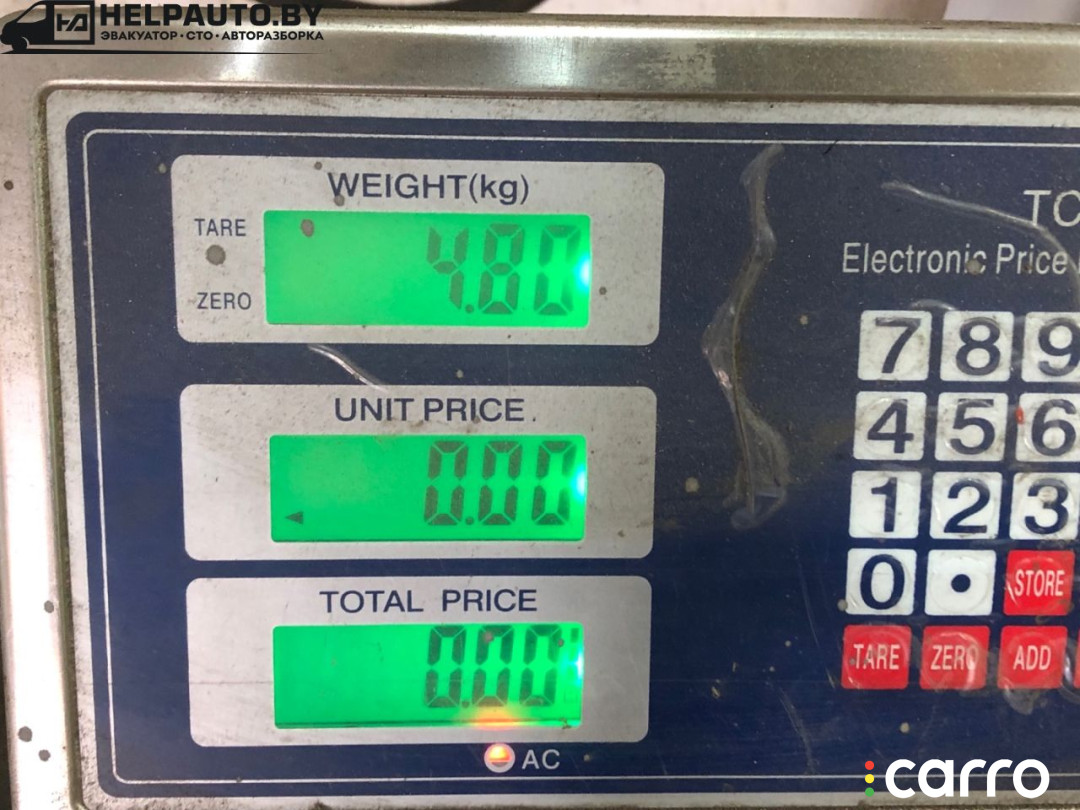 HELPAUTO.BY
ЭВАКУАТОР · СТО · АВТОРАЗБОРКА
WEIGHT(kg)
TARE
4.80
ZERO
Electronic Price
UNIT PRICE
0.00
TOTAL PRICE
0.00
AC
7 8 9
4 5 6
1 2 3
0 • STORE
TARE ZERO ADD
carro